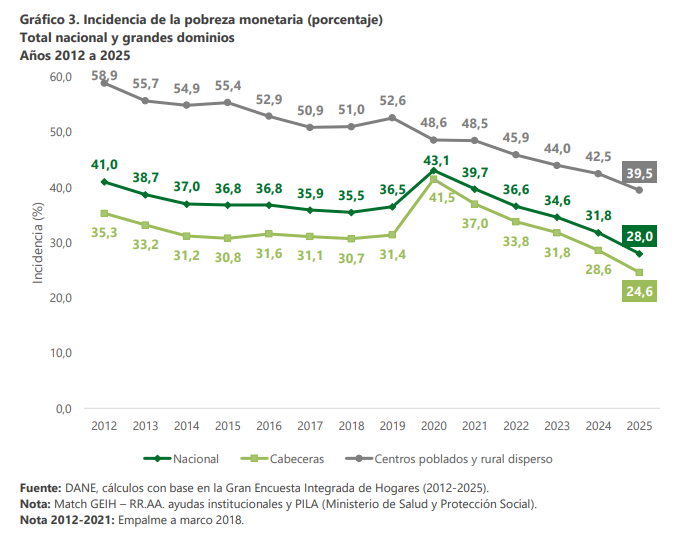 Gráfico 3. Incidencia de la pobreza monetaria (porcentaje)
Total nacional y grandes dominios
Años 2012 a 2025
60,0
50,0
40,0
30,0
20,0
10,0
0,0
Incidencia (%)
58,9 55,7 54,9 55,4 52,9 50,9 51,0 52,6 48,6 48,5 45,9 44,0 42,5 39,5
41,0 38,7 37,0 36,8 36,8 35,9 35,5 36,5 43,1 39,7 36,6 34,6 31,8 28,0
35,3 33,2 31,2 30,8 31,6 31,1 30,7 31,4 41,5 37,0 33,8 31,8 28,6 24,6
2012 2013 2014 2015 2016 2017 2018 2019 2020 2021 2022 2023 2024 2025
Nacional Cabeceras Centros poblados y rural disperso
Fuente: DANE, cálculos con base en la Gran Encuesta Integrada de Hogares (2012-2025).
Nota: Match GEIH – RR.AA. ayudas institucionales y PILA (Ministerio de Salud y Protección Social).
Nota 2012-2021: Empalme a marco 2018.